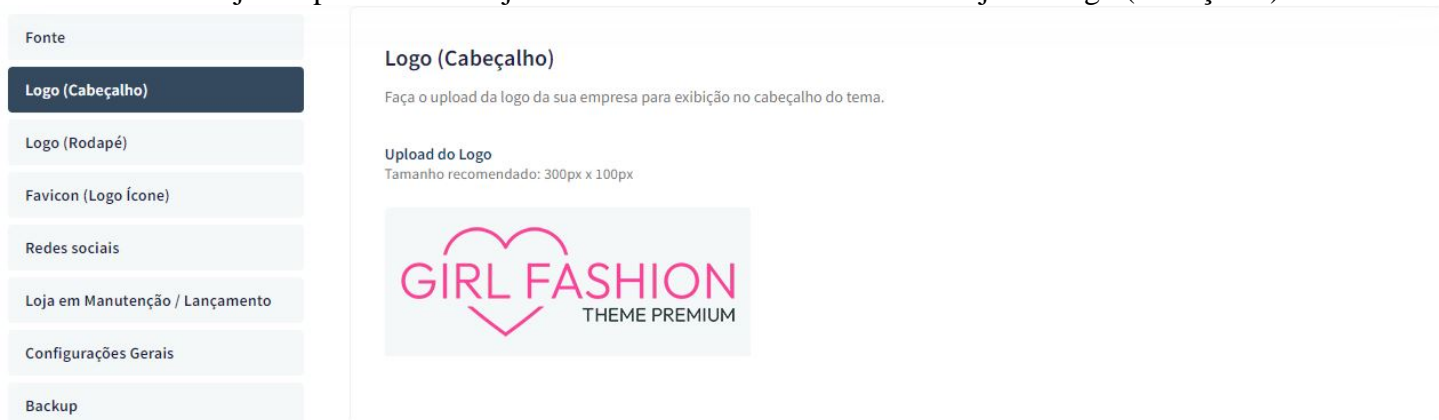 Fonte
Logo (Cabeçalho)
Logo (Rodapé)
Favicon (Logo Ícone)
Redes sociais
Loja em Manutenção / Lançamento
Configurações Gerais
Backup
Logo (Cabeçalho)
Faça o upload da logo da sua empresa para exibição no cabeçalho do tema.
Upload do Logo
Tamanho recomendado: 300px x 100px
GIRL FASHION
THEME PREMIUM